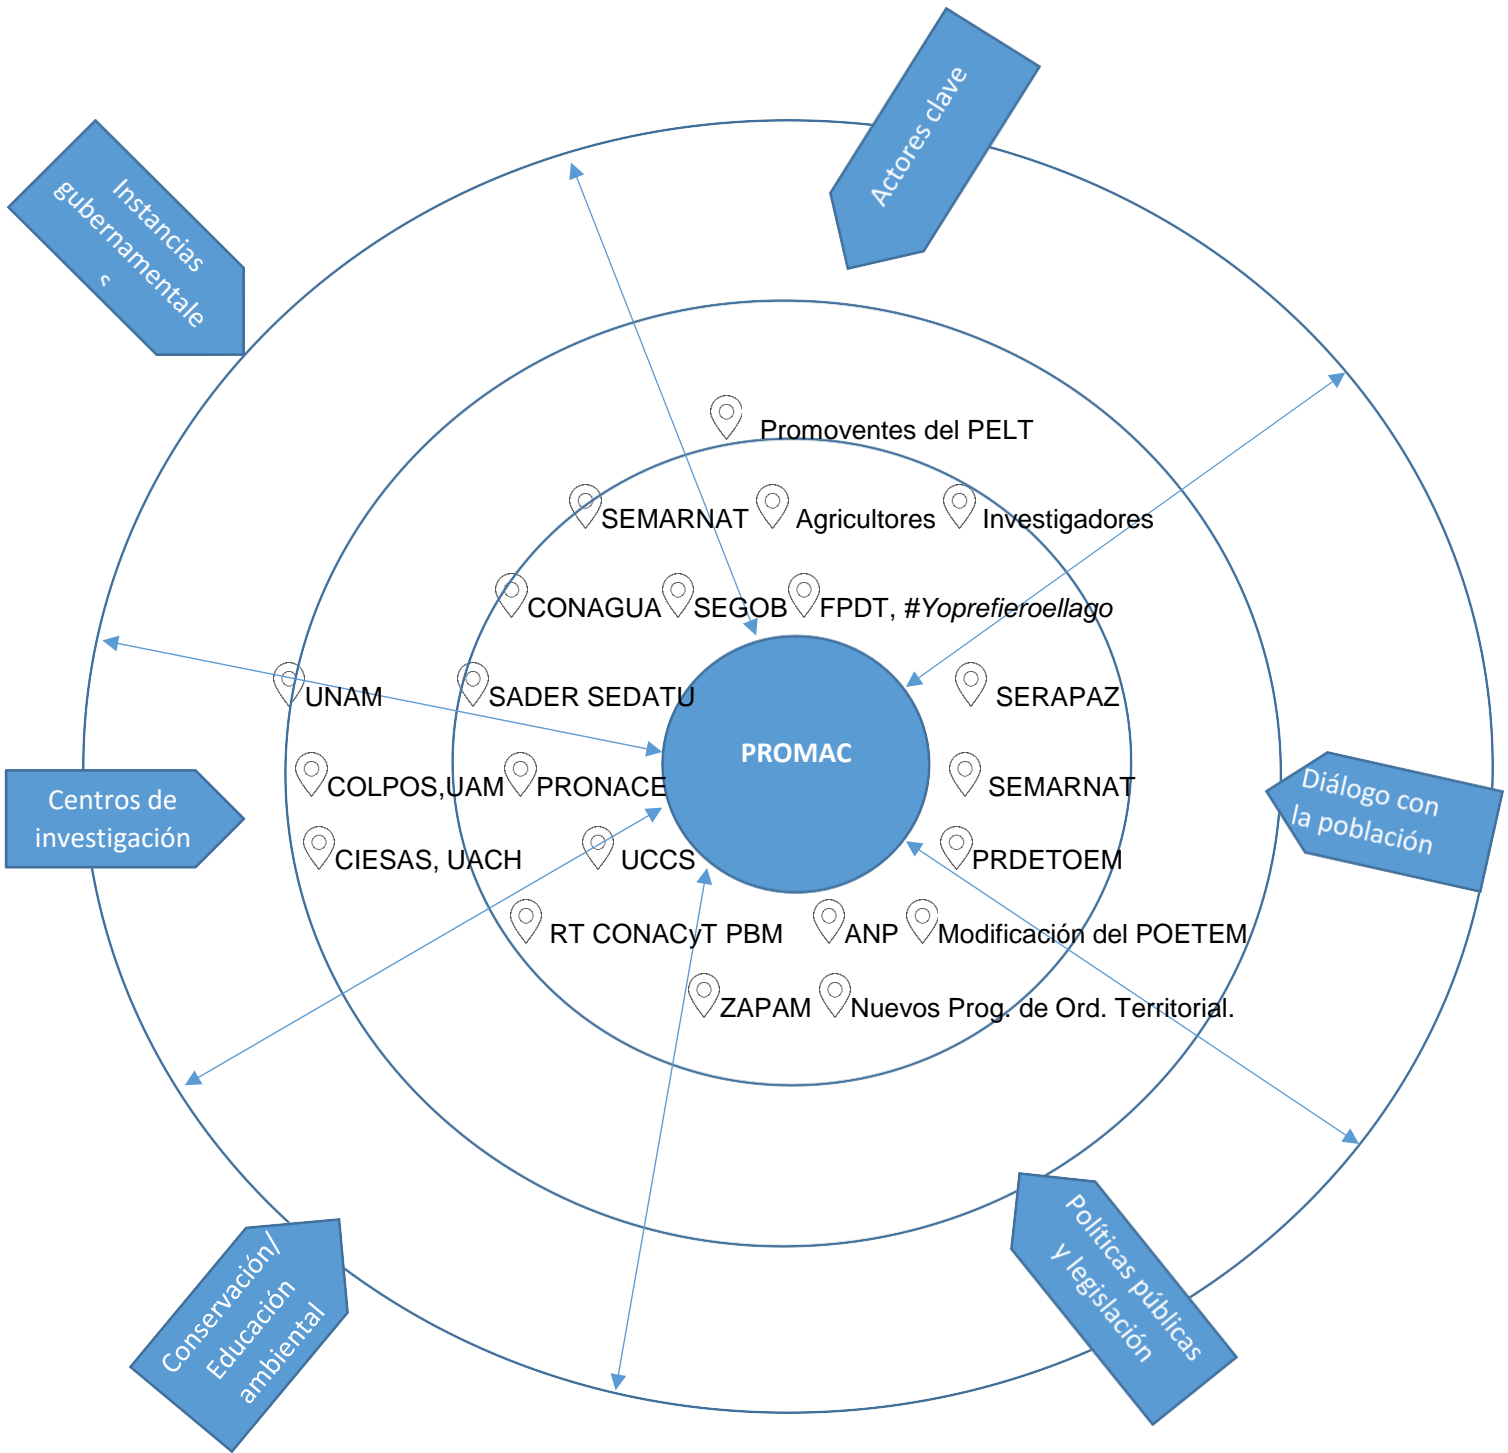 Actores clave
Instancias
gubernamentale
s
Promoventes del PELT
SEMARNAT Agricultores Investigadores
CONAGUA SEGOB FPDT, #Yoprefieroellago
UNAM SADER SEDATU SERAPAZ
PROMAC
Centros de
investigación
COLPOS,UAM PRONACE SEMARNAT
Diálogo con
la población
CIESAS, UACH UCCS PRDETOEM
RT CONACyT PBM ANP Modificación del POETEM
ZAPAM Nuevos Prog. de Ord. Territorial.
Conservación/
Educación
ambiental
Políticas públicas
y legislación